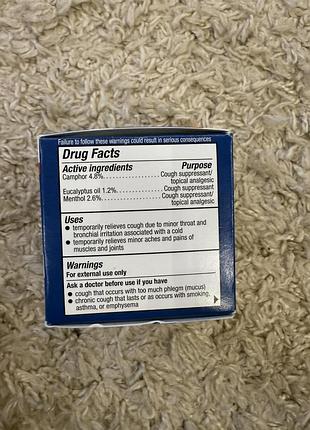 Failure to follow these warnings could result in serious consequences
Drug Facts
Active ingredients Purpose
Camphor 4.8%..................Cough suppressant/
topical analgesic
Eucalyptus oil 1.2%..............Cough suppressant
Menthol 2.6%..................Cough suppressant/
topical analgesic
Uses
● temporarily relieves cough due to minor throat and
bronchial irritation associated with a cold
● temporarily relieves minor aches and pains of
muscles and joints
Warnings
For external use only
Ask a doctor before use if you have
● cough that occurs with too much phlegm (mucus)
● chronic cough that lasts or as occurs with smoking,
asthma, or emphysema